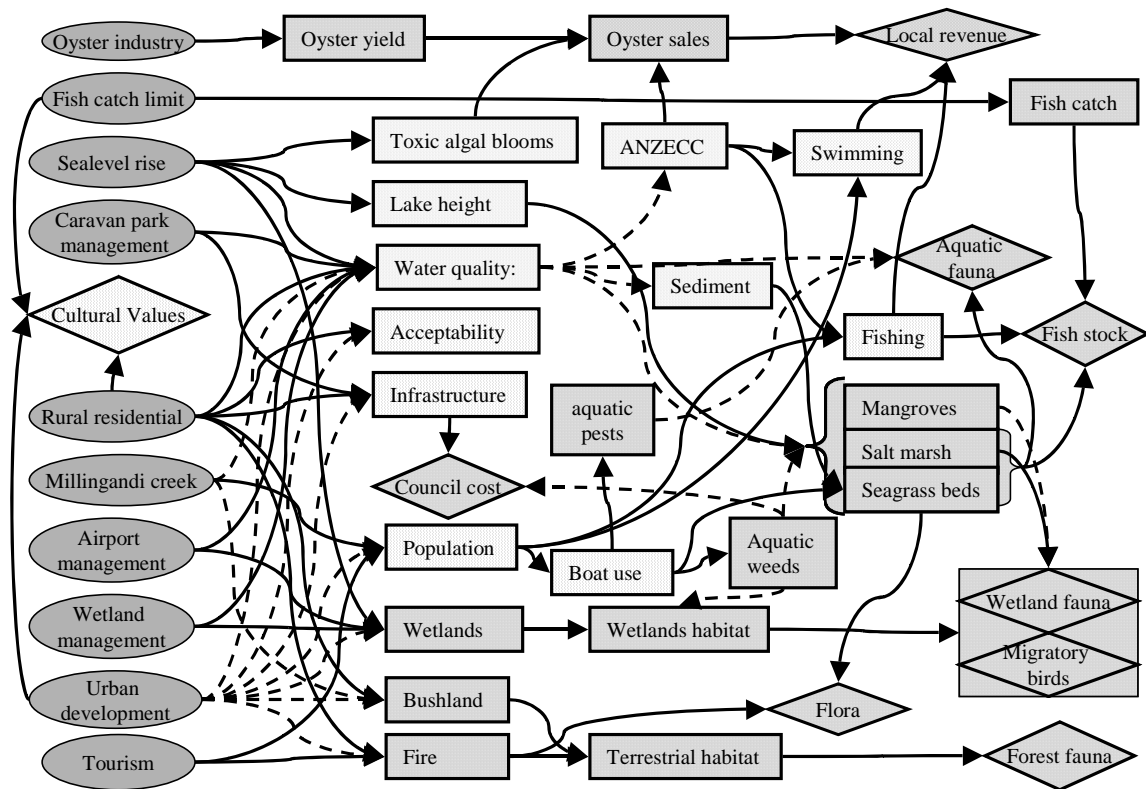 Oyster industry
Oyster yield
Oyster sales
Local revenue
Fish catch limit
Fish catch
Toxic algal blooms
ANZECC
Swimming
Sealevel rise
Lake height
Caravan park
management
Water quality:
Sediment
Aquatic
fauna
Cultural Values
Acceptability
Fishing
Fish stock
Rural residential
Infrastructure
aquatic
pests
Mangroves
Salt marsh
Seagrass beds
Millingandi creek
Council cost
Airport
management
Population
Boat use
Aquatic
weeds
Wetland
management
Wetlands
Wetlands habitat
Wetland fauna
Migratory
birds
Urban
development
Bushland
Flora
Tourism
Fire
Terrestrial habitat
Forest fauna